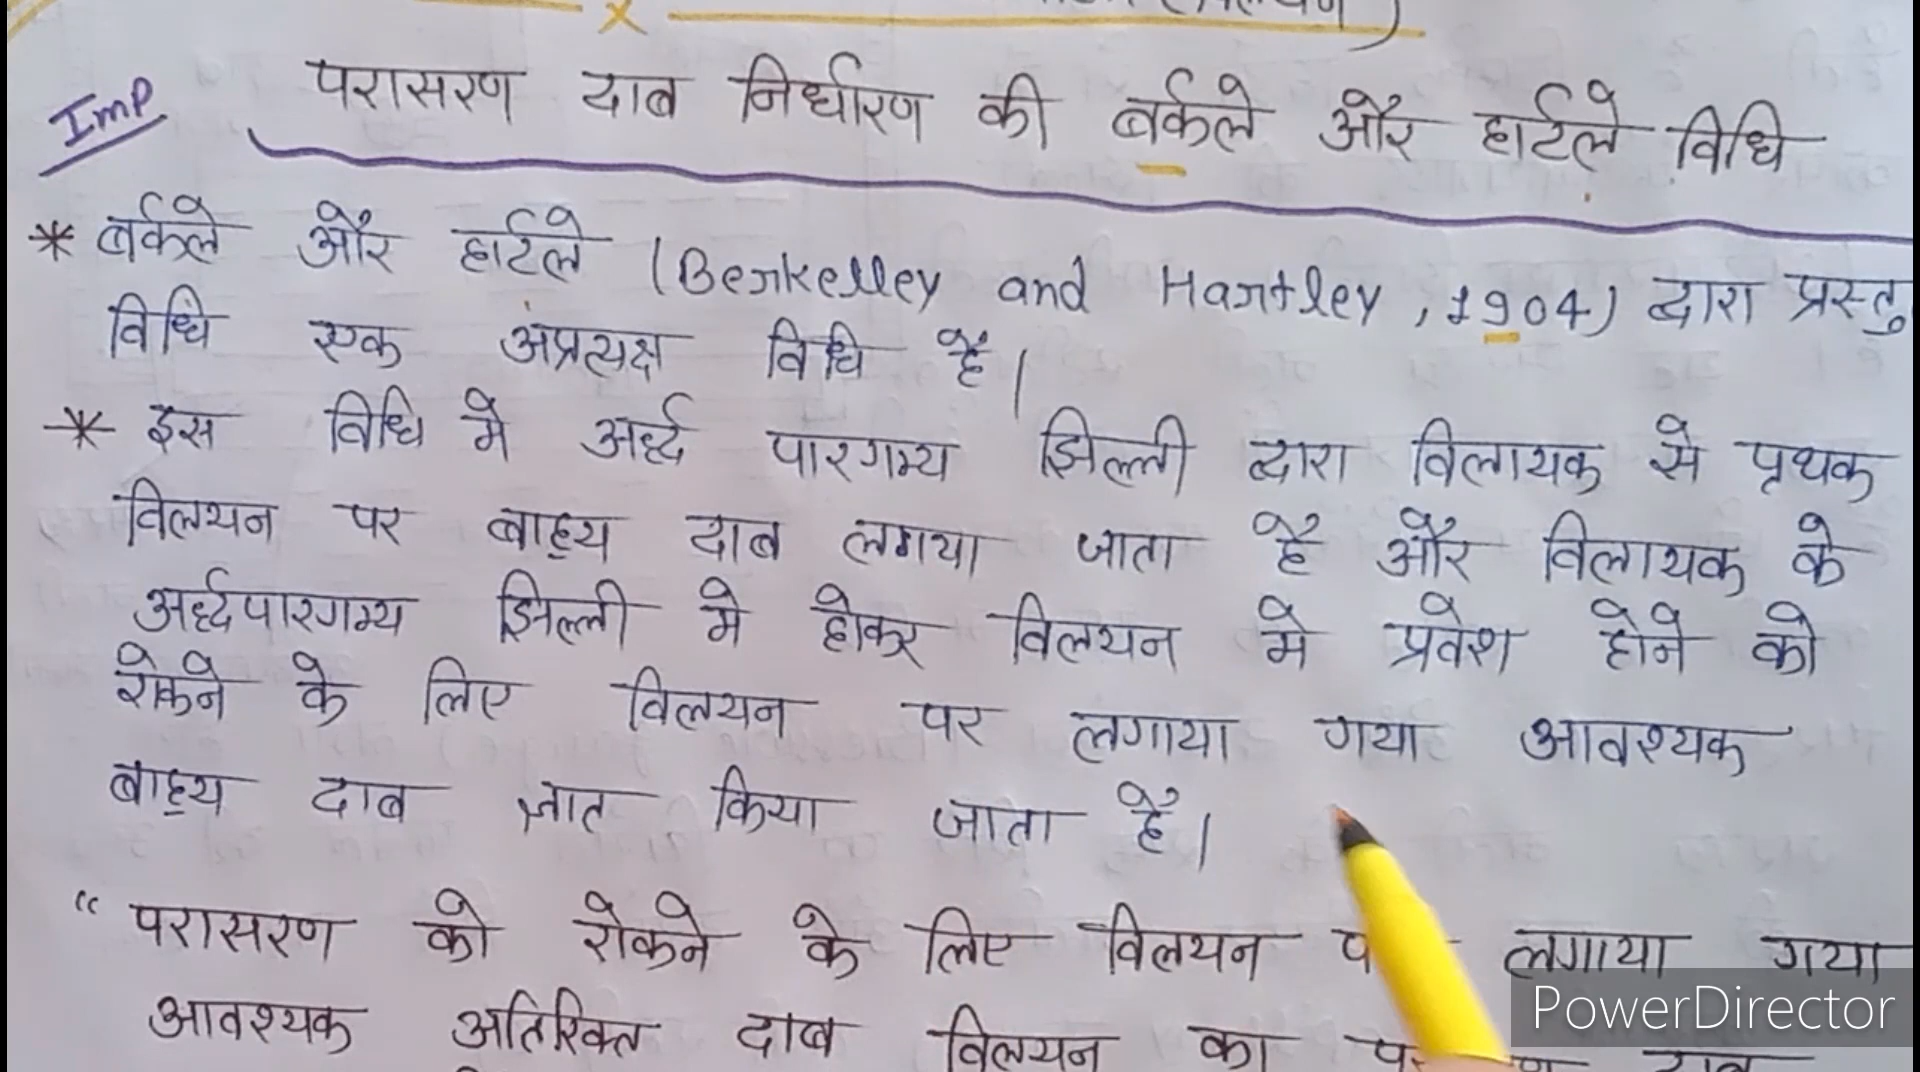 Imp
परासरण दाब निर्धारण की बर्कले और हार्टले विधि
* बर्कले और हार्टले (Berkelley and Hartley, 1904) द्वारा प्रस्तु
विधि एक अप्रत्यक्ष विधि है।
* इस विधि मे अर्द्ध पारगम्य झिल्ली द्वारा विलायक से पृथक
विलयन पर बाह्य दाब लगया जाता है और विलायक के
अर्द्धपारगम्य झिल्ली मे होकर विलयन मे प्रवेश होने को
रोकने के लिए विलयन पर लगाया गया आवश्यक
बाह्य दाब ज्ञात किया जाता है।
“ परासरण को रोकने के लिए विलयन लगाया गया
आवश्यक अतिरिक्त दाब विलयन का दाब
PowerDirector